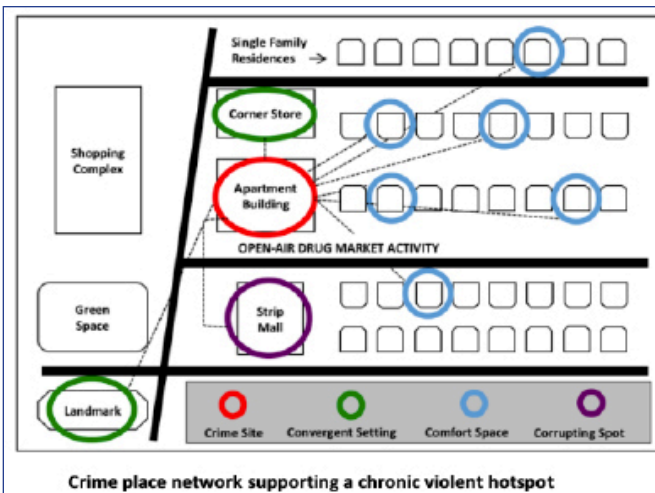 Single Family
Residences
Corner Store
Shopping
Complex
Apartment
Building
OPEN-AIR DRUG MARKET ACTIVITY
Green
Space
Strip
Mall
Landmark
Crime Site
Convergent Setting
Comfort Space
Corrupting Spot
Crime place network supporting a chronic violent hotspot